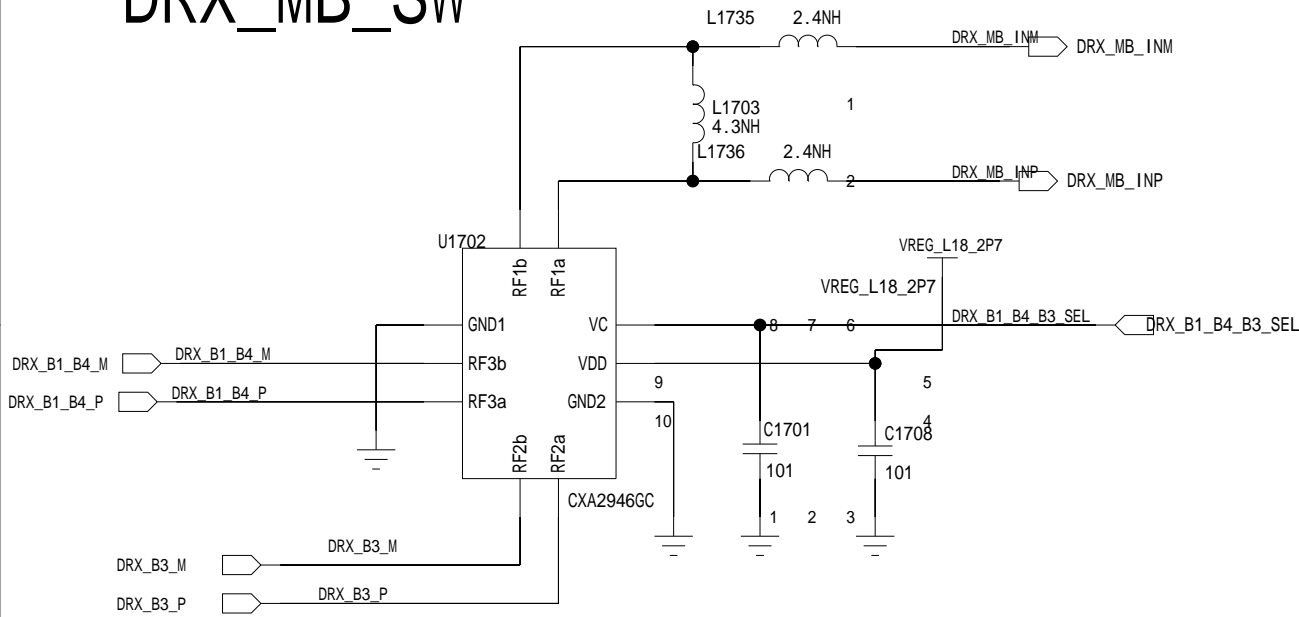 DRX_MB_SW
L1735 2.4NH
DRX_MB_INM DRX_MB_INM
L1703 1
4.3NH
L1736 2.4NH
DRX_MB_INP DRX_MB_INP
2
U1702
VREG_L18_2P7
RF1b RF1a
VREG_L18_2P7
GND1 VC 8 7 6 DRX_B1_B4_B3_SEL DRX_B1_B4_B3_SEL
DRX_B1_B4_M DRX_B1_B4_M RF3b VDD
9 5
DRX_B1_B4_P DRX_B1_B4_P RF3a GND2
10 C1701 C1708 4
RF2b RF2a
101 101
CXA2946GC
1 2 3
DRX_B3_M DRX_B3_M
DRX_B3_P DRX_B3_P